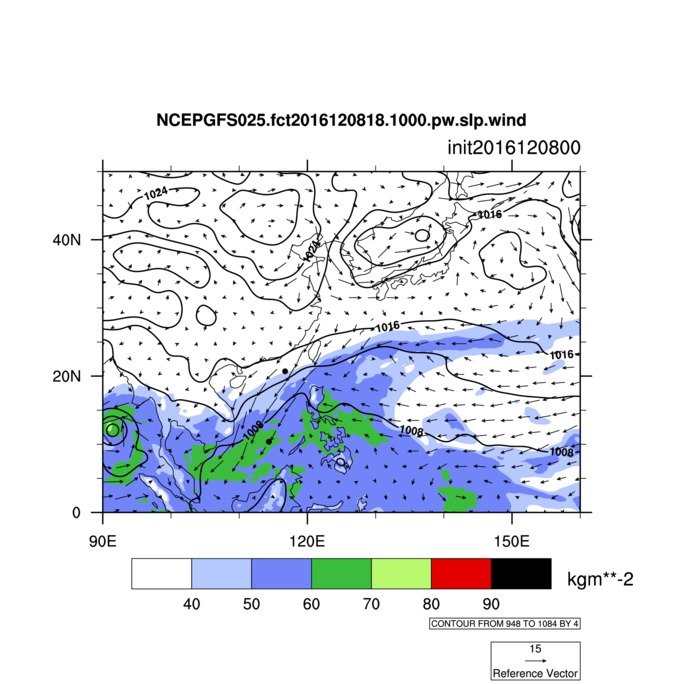 NCEPGFS025.fct2016120818.1000.pw.slp.wind
init2016120800
1024
1016
40N
1024
1016
1016
20N
1008
1008
1008
0
90E 120E 150E
40 50 60 70 80 90
kgm**-2
CONTOUR FROM 948 TO 1084 BY 4
15
Reference Vector